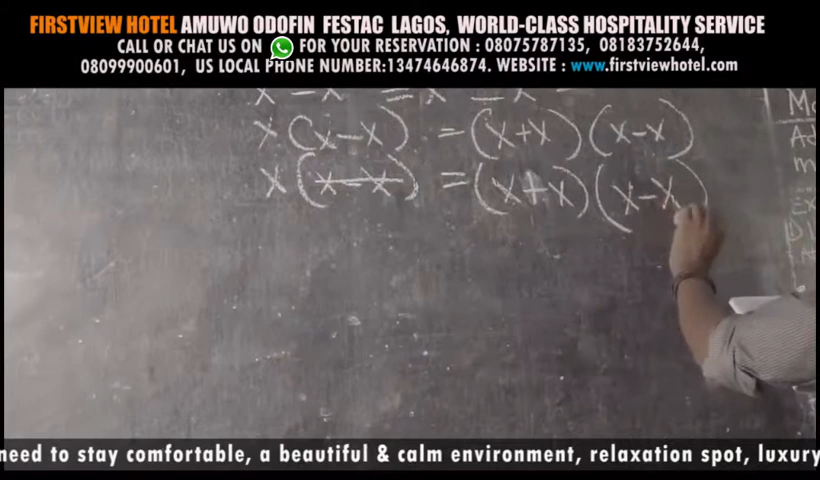 FIRSTVIEW HOTEL AMUWO ODOFIN FESTAC LAGOS, WORLD-CLASS HOSPITALITY SERVICE
CALL OR CHAT US ON FOR YOUR RESERVATION : 08075787135, 08183752644,
08099900601, US LOCAL PHONE NUMBER:13474646874. WEBSITE : www.firstviewhotel.com
x(x-x) = (x+x)(x-x)
x(x-x) = (x+x)(x-x)
need to stay comfortable, a beautiful & calm environment, relaxation spot, luxury